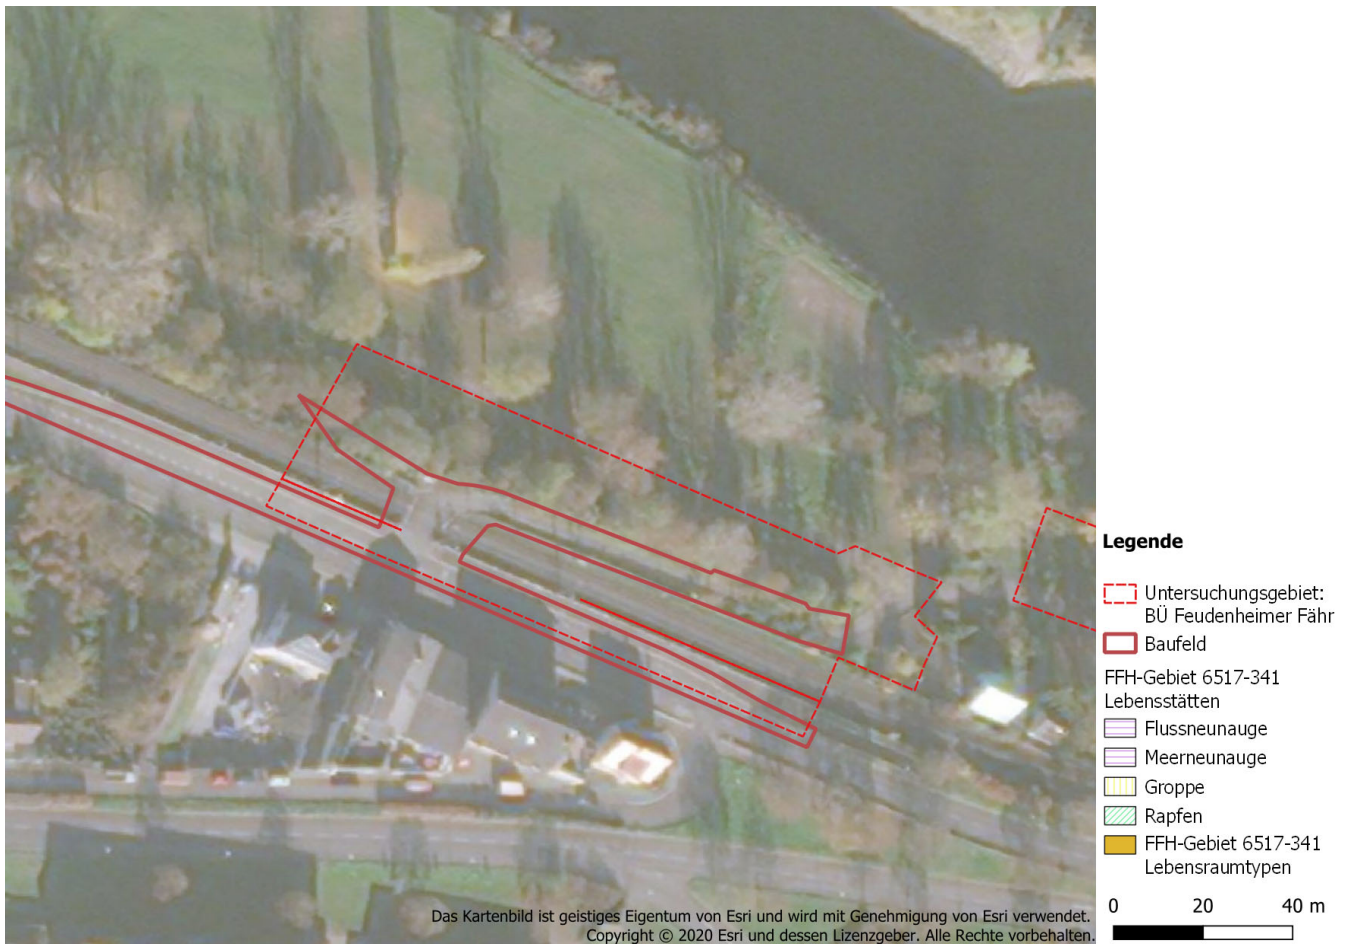 Legende
Untersuchungsgebiet:
BÜ Feudenheimer Fähr
Baufeld
FFH-Gebiet 6517-341
Lebensstätten
Flussneunauge
Meerneunauge
Groppe
Rapfen
FFH-Gebiet 6517-341
Lebensraumtypen
0 20 40 m
Das Kartenbild ist geistiges Eigentum von Esri und wird mit Genehmigung von Esri verwendet.
Copyright © 2020 Esri und dessen Lizenzgeber. Alle Rechte vorbehalten.